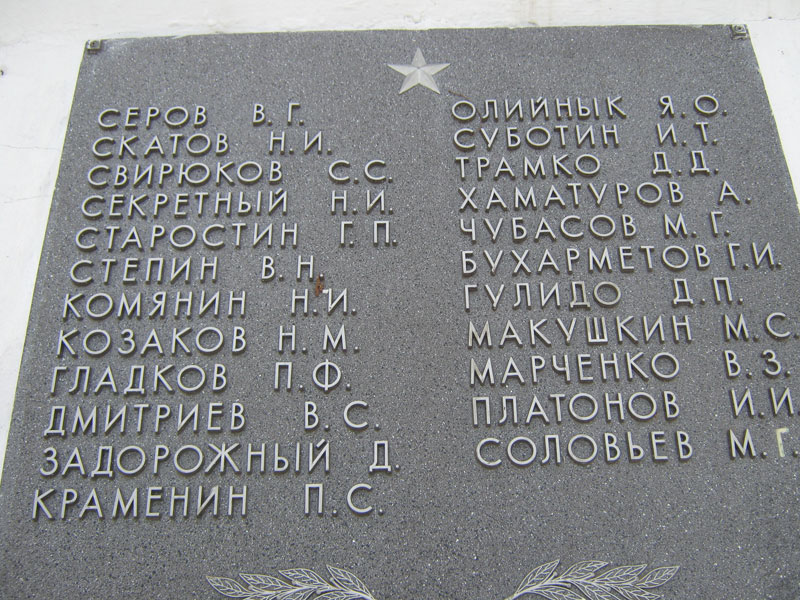 СЕРОВ В.Г.
СКАТОВ Н.И.
СВИРЮКОВ С.С.
СЕКРЕТНЫЙ Н.И.
СТАРОСТИН Г.П.
СТЕПИН В.Н.
КОМЯНИН Н.И.
КОЗАКОВ Н.М.
ГЛАДКОВ П.Ф.
ДМИТРИЕВ В.С.
ЗАДОРОЖНЫЙ Д.
КРАМЕНИН П.С.
ОЛИЙНЫК Я.О.
СУБОТИН И.Т.
ТРАМКО Д.Д.
ХАМАТУРОВ А.
ЧУБАСОВ М.Г.
БУХАРМЕТОВ Г.И.
ГУЛИДО Д.П.
МАКУШКИН М.С.
МАРЧЕНКО В.З.
ПЛАТОНОВ И.И.
СОЛОВЬЕВ М.Г.